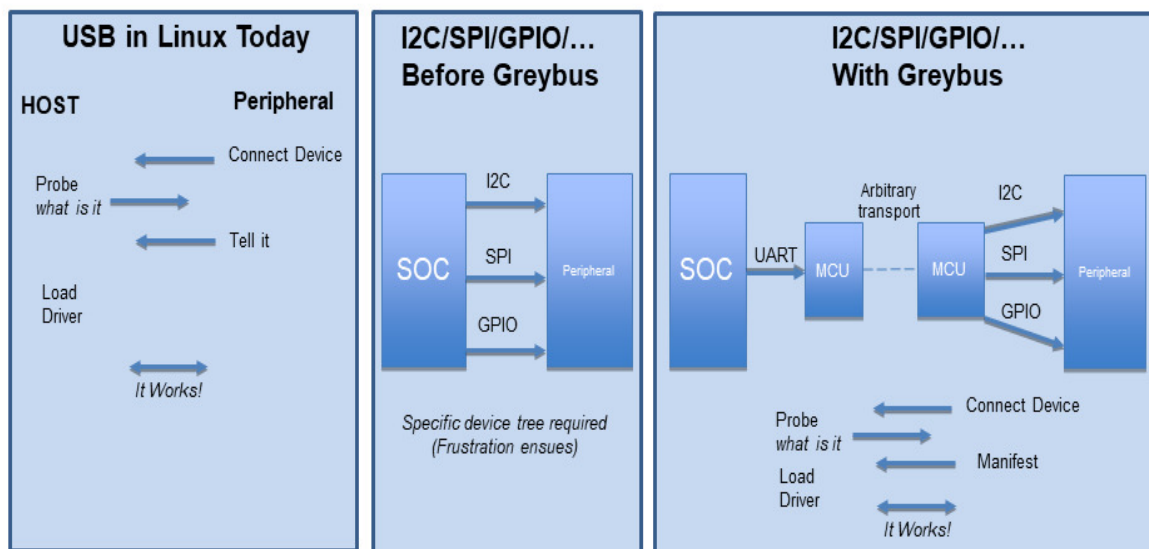 USB in Linux Today
HOST
Peripheral
Connect Device
Probe
what is it
Tell it
Load
Driver
It Works!
I2C/SPI/GPIO/…
Before Greybus
SOC
I2C
SPI
GPIO
Peripheral
Specific device tree required
(Frustration ensues)
I2C/SPI/GPIO/…
With Greybus
SOC
UART
MCU
Arbitrary
transport
MCU
I2C
SPI
GPIO
Peripheral
Connect Device
Probe
what is it
Manifest
Load
Driver
It Works!